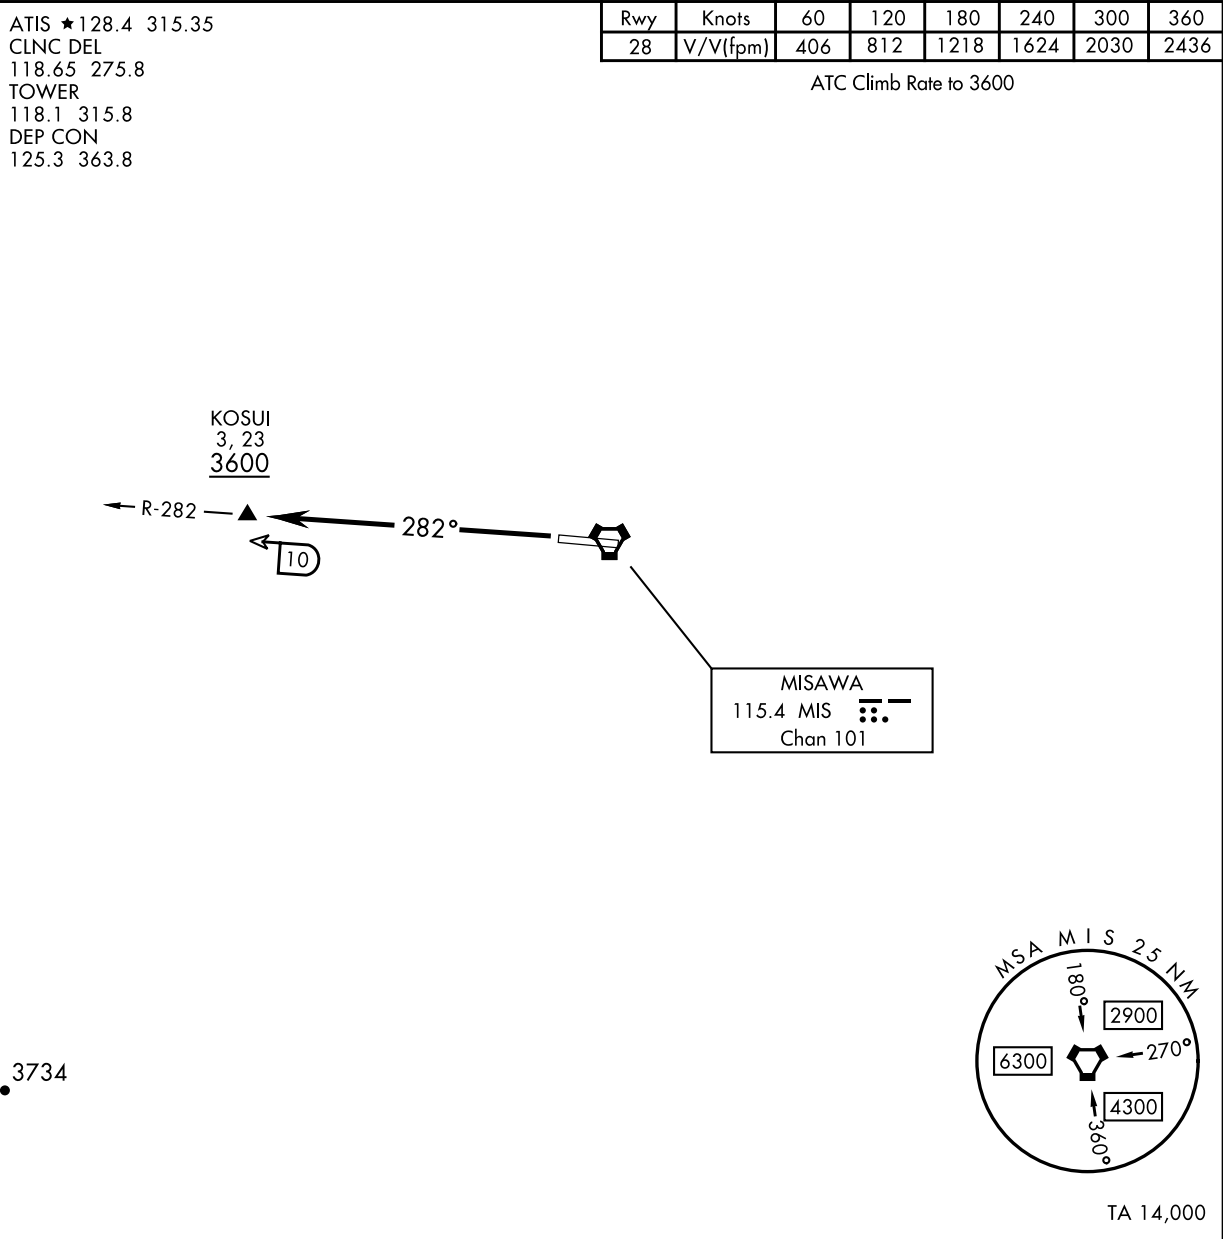 ATIS ★ 128.4 315.35
CLNC DEL
118.65 275.8
TOWER
118.1 315.8
DEP CON
125.3 363.8
Rwy Knots 60 120 180 240 300 360
28 V/V(fpm) 406 812 1218 1624 2030 2436
ATC Climb Rate to 3600
KOSUI
3, 23
3600
R-282
282°
10
MISAWA
115.4 MIS
Chan 101
MSA MIS 25 NM
180°
2900
6300
270°
4300
360°
3734
TA 14,000